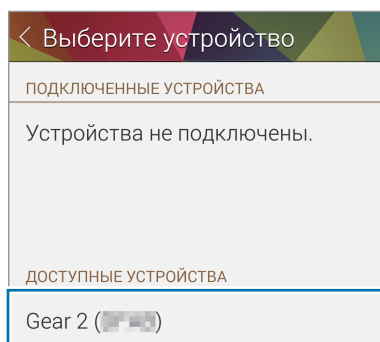 Выберите устройство
ПОДКЛЮЧЕННЫЕ УСТРОЙСТВА
Устройства не подключены.
ДОСТУПНЫЕ УСТРОЙСТВА
Gear 2 ()